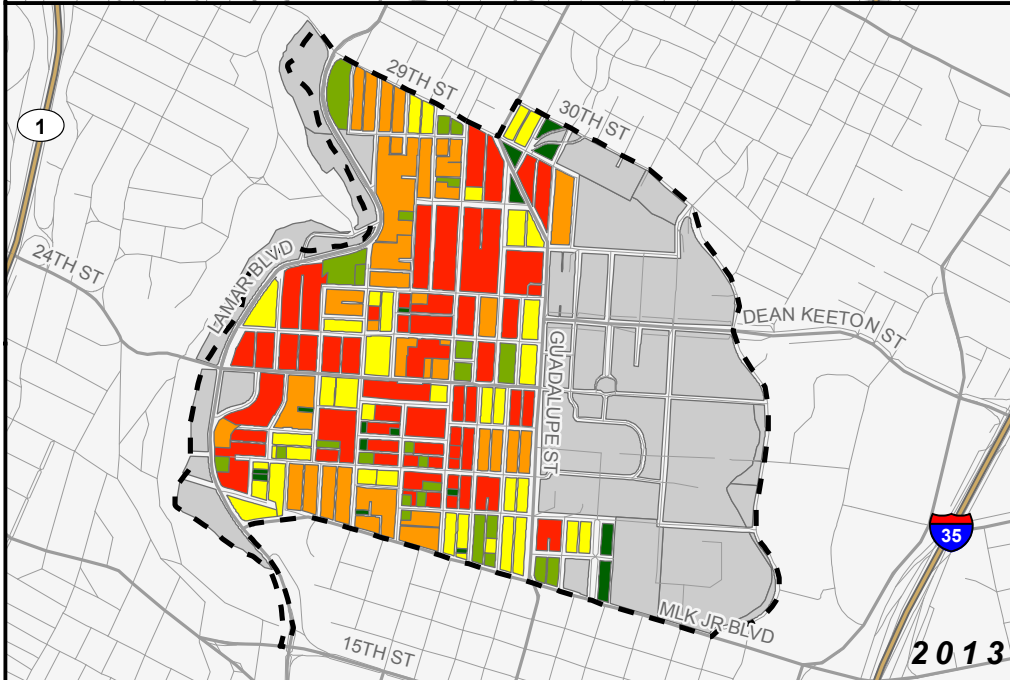 29TH ST
30TH ST
1
24TH ST
LAMAR BLVD
DEAN KEETON ST
GUADALUPE ST
35
MLK JR BLVD
15TH ST
2013